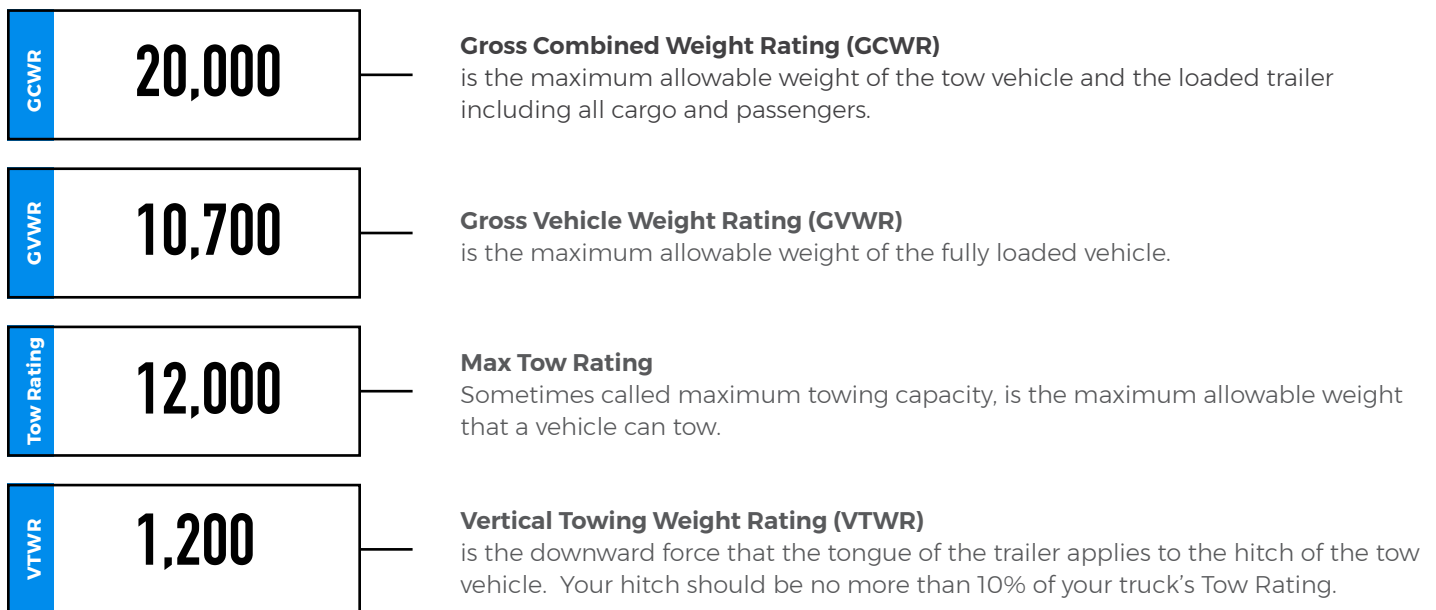 GCWR
20,000
Gross Combined Weight Rating (GCWR)
is the maximum allowable weight of the tow vehicle and the loaded trailer
including all cargo and passengers.
GVWR
10,700
Gross Vehicle Weight Rating (GVWR)
is the maximum allowable weight of the fully loaded vehicle.
Tow Rating
12,000
Max Tow Rating
Sometimes called maximum towing capacity, is the maximum allowable weight
that a vehicle can tow.
VTWR
1,200
Vertical Towing Weight Rating (VTWR)
is the downward force that the tongue of the trailer applies to the hitch of the tow
vehicle.  Your hitch should be no more than 10% of your truck’s Tow Rating.